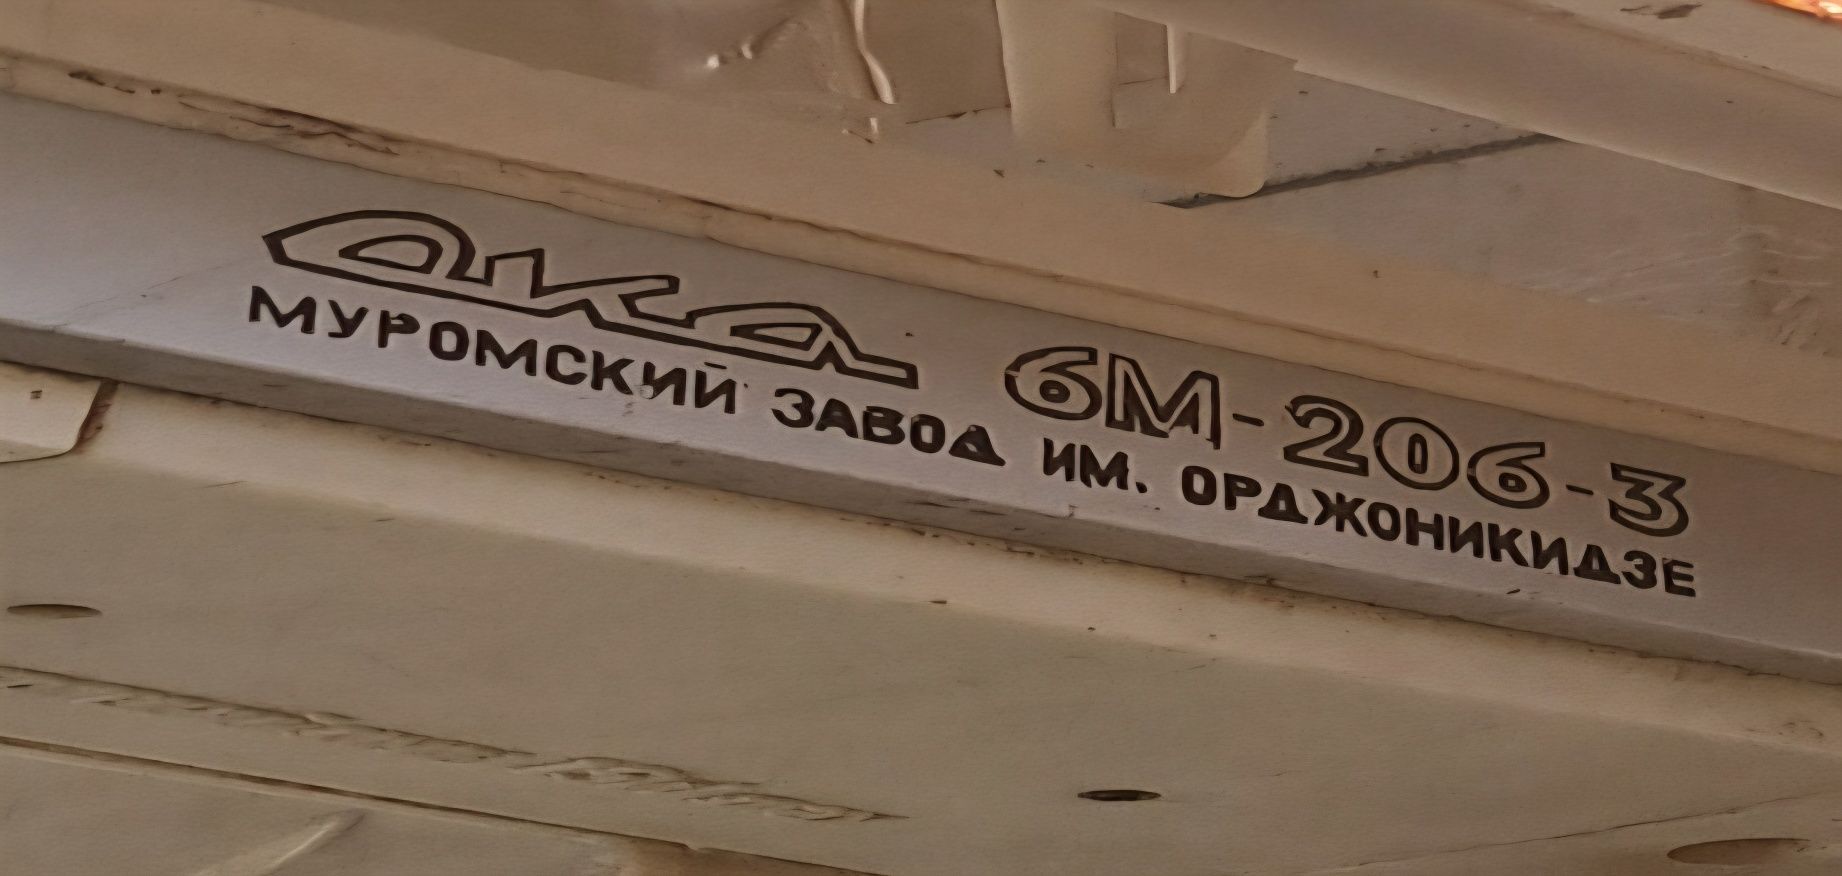 Ока 6М-206-3
МУРОМСКИЙ ЗАВОД ИМ. ОРДЖОНИКИДЗЕ